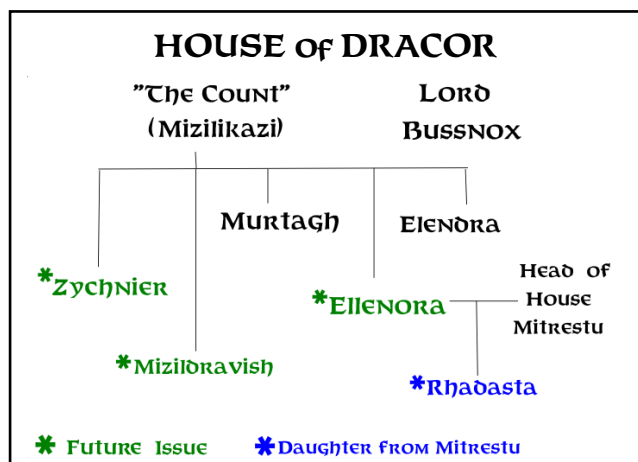 HOUSE of DRACOR
"The Count"
(Mizilikazi)
Lord
Bussnox
Murtagh
Elendra
*Zychnier
*Ellenora
Head of
House
Mitrestu
*Mizildravish
*Rhadasta
* Future Issue
* Daughter from Mitrestu